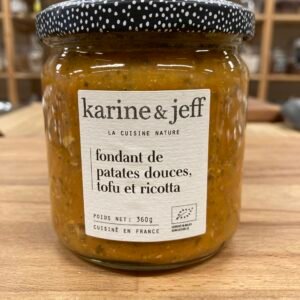 karine & jeff
LA CUISINE NATURE
fondant de
patates douces,
tofu et ricotta
POIDS NET: 360g
CUISINÉ EN FRANCE